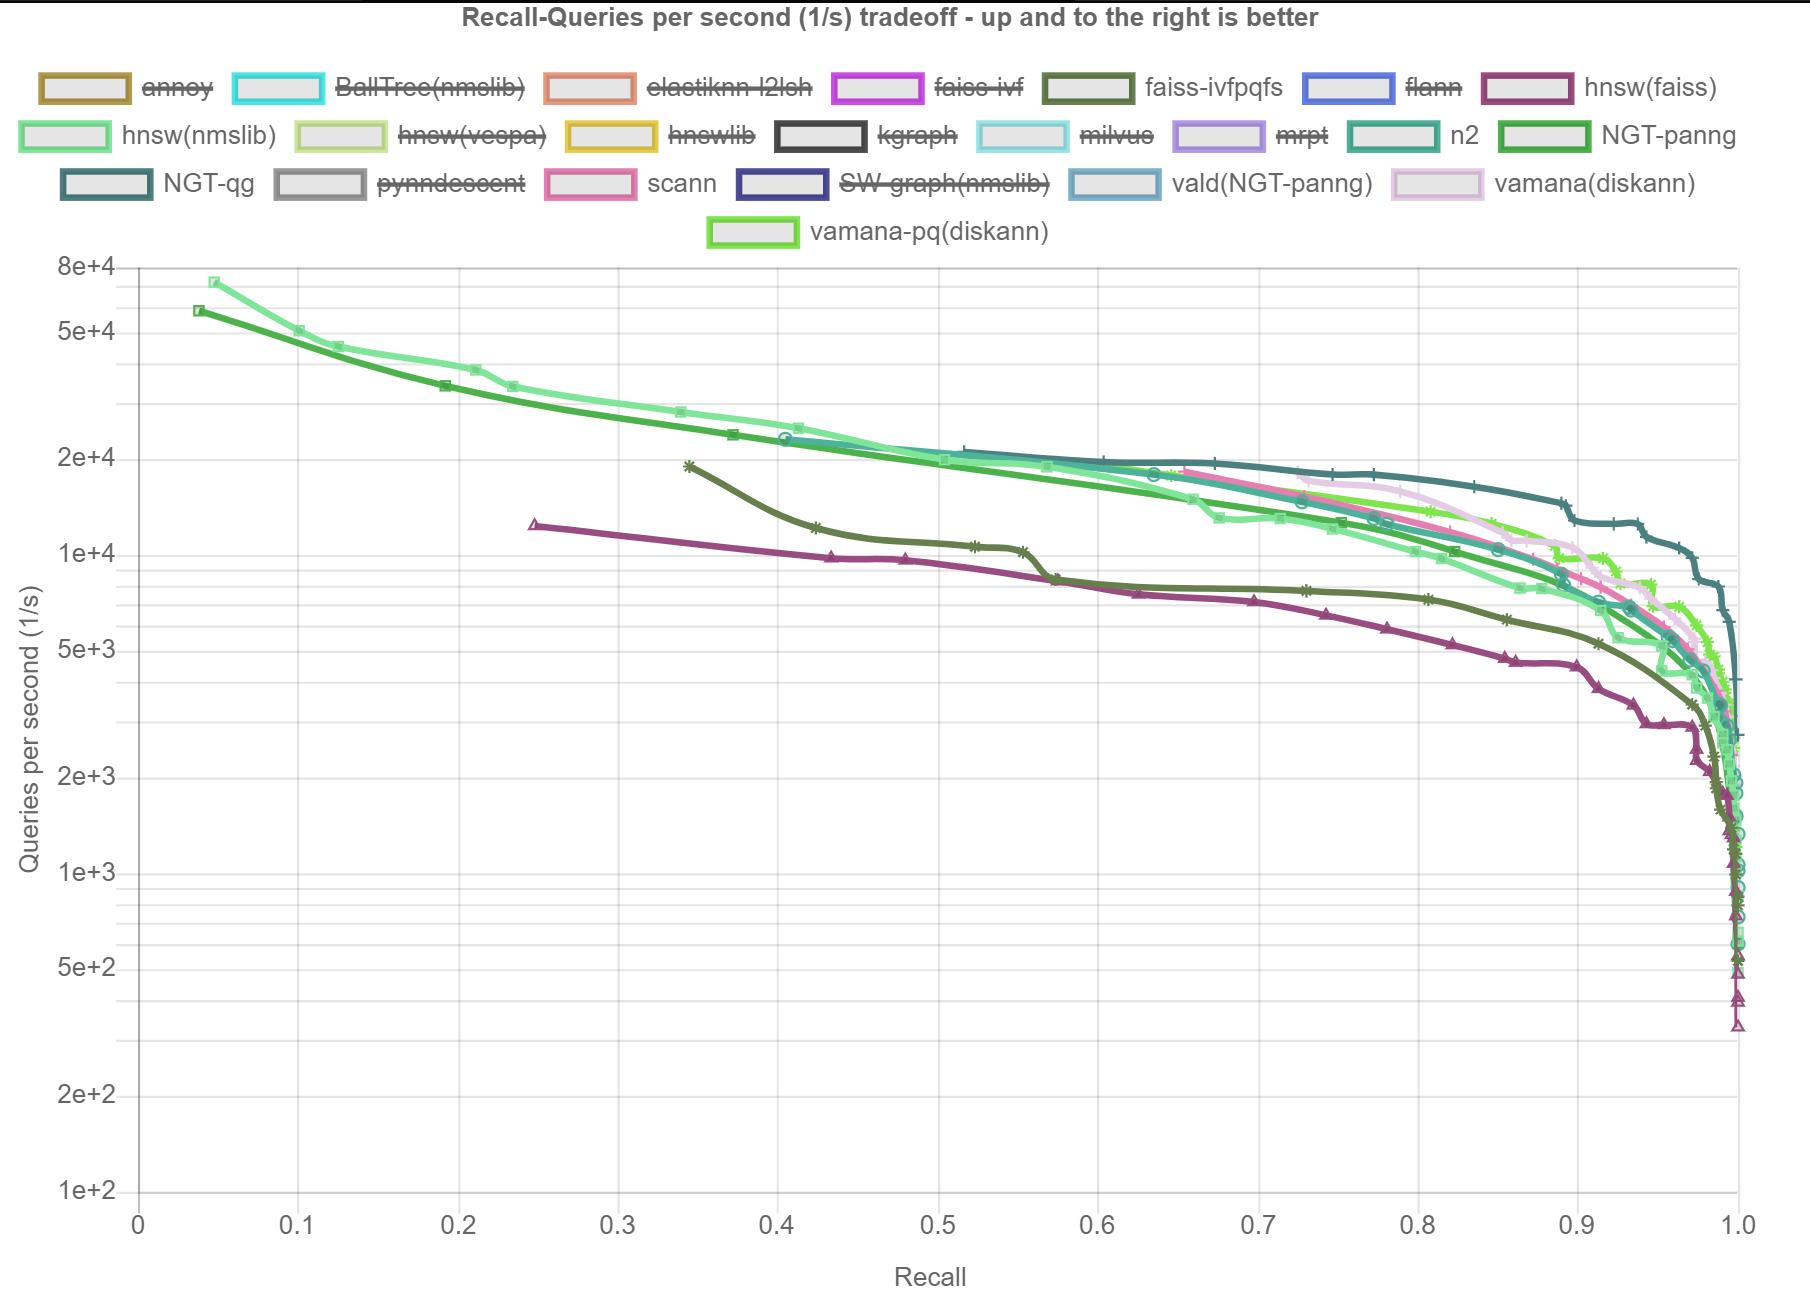 Recall-Queries per second (1/s) tradeoff - up and to the right is better
annoy BallTree(nmslib) elastiknn-l2lsh faiss-ivf faiss-ivfpqfs flann hnsw(faiss)
hnsw(nmslib) hnsw(vespa) hnswlib kgraph milvus mrpt n2 NGT-panng
NGT-qg pynndescent scann SW-graph(nmslib) vald(NGT-panng) vamana(diskann)
vamana-pq(diskann)
Queries per second (1/s)
8e+4
5e+4
2e+4
1e+4
5e+3
2e+3
1e+3
5e+2
2e+2
1e+2
0 0.1 0.2 0.3 0.4 0.5 0.6 0.7 0.8 0.9 1.0
Recall